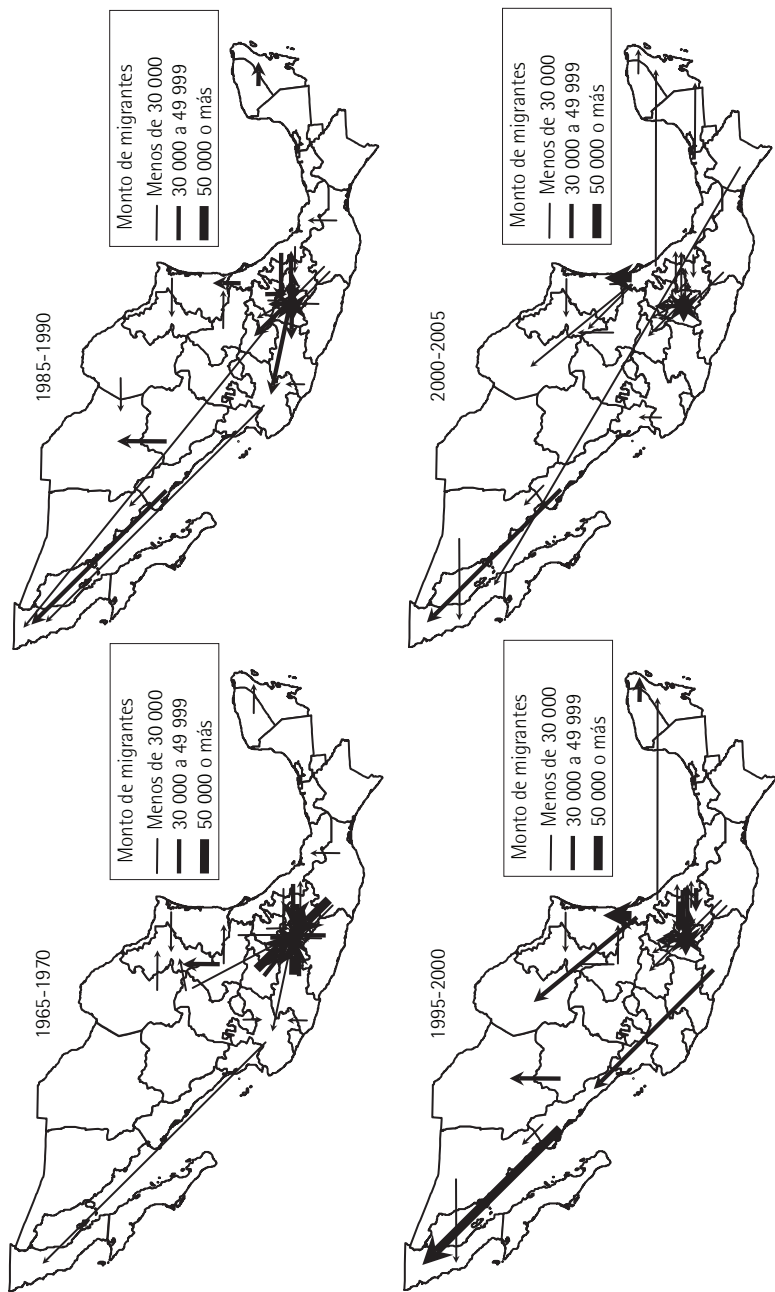 1965-1970
Monto de migrantes
Menos de 30 000
30 000 a 49 999
50 000 o más
1985-1990
Monto de migrantes
Menos de 30 000
30 000 a 49 999
50 000 o más
1995-2000
Monto de migrantes
Menos de 30 000
30 000 a 49 999
50 000 o más
2000-2005
Monto de migrantes
Menos de 30 000
30 000 a 49 999
50 000 o más